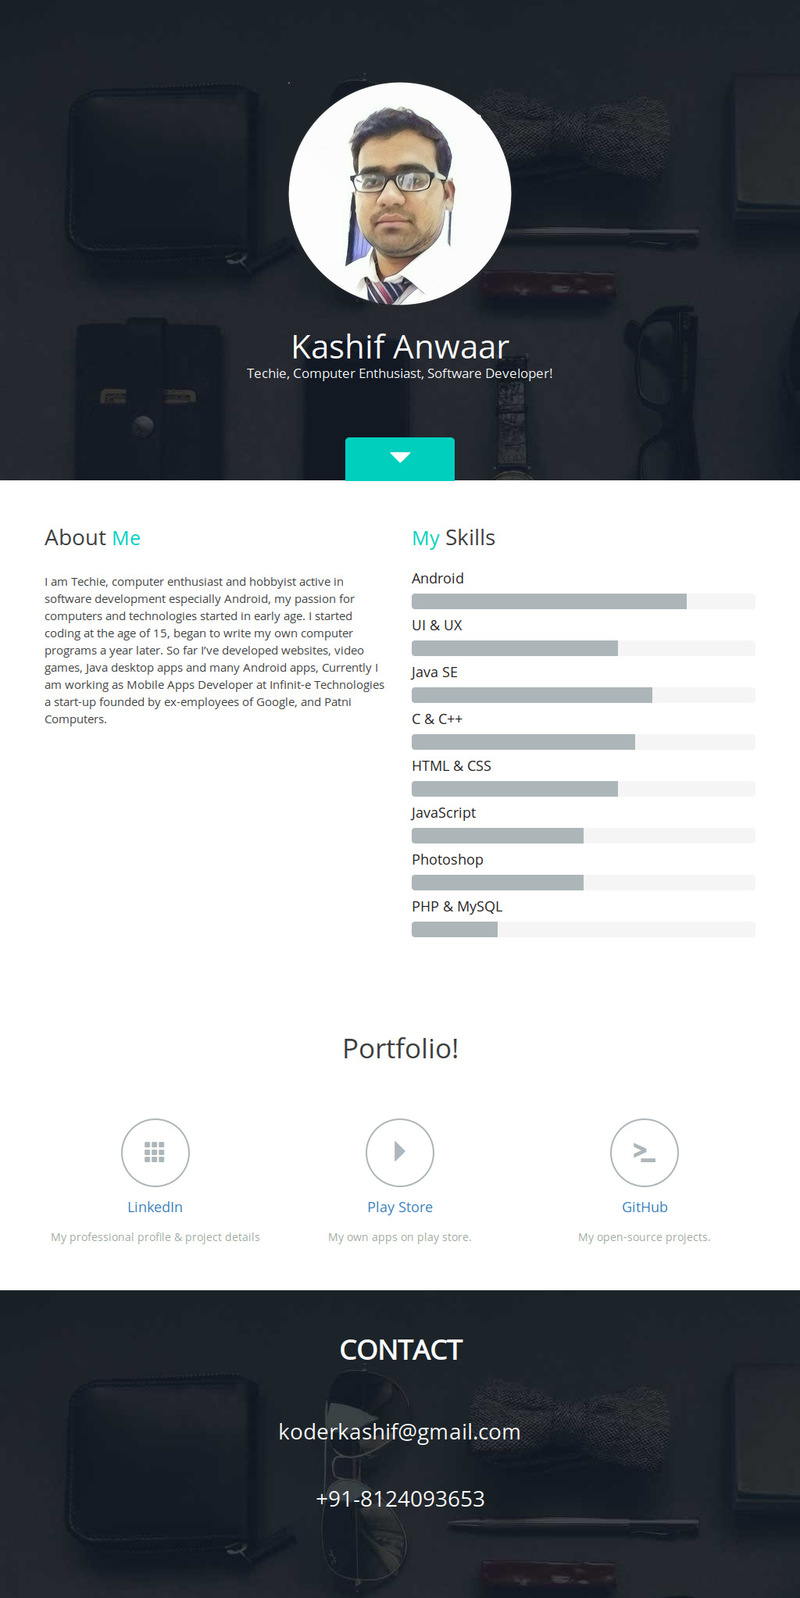 Kashif Anwaar
Techie, Computer Enthusiast, Software Developer!
About Me
I am Techie, computer enthusiast and hobbyist active in
software development especially Android, my passion for
computers and technologies started in early age. I started
coding at the age of 15, began to write my own computer
programs a year later. So far I’ve developed websites, video
games, Java desktop apps and many Android apps, Currently I
am working as Mobile Apps Developer at Infinit-e Technologies
a start-up founded by ex-employees of Google, and Patni
Computers.
My Skills
Android
UI & UX
Java SE
C & C++
HTML & CSS
JavaScript
Photoshop
PHP & MySQL
Portfolio!
LinkedIn
My professional profile & project details
Play Store
My own apps on play store.
GitHub
My open-source projects.
CONTACT
koderkashif@gmail.com
+91-8124093653